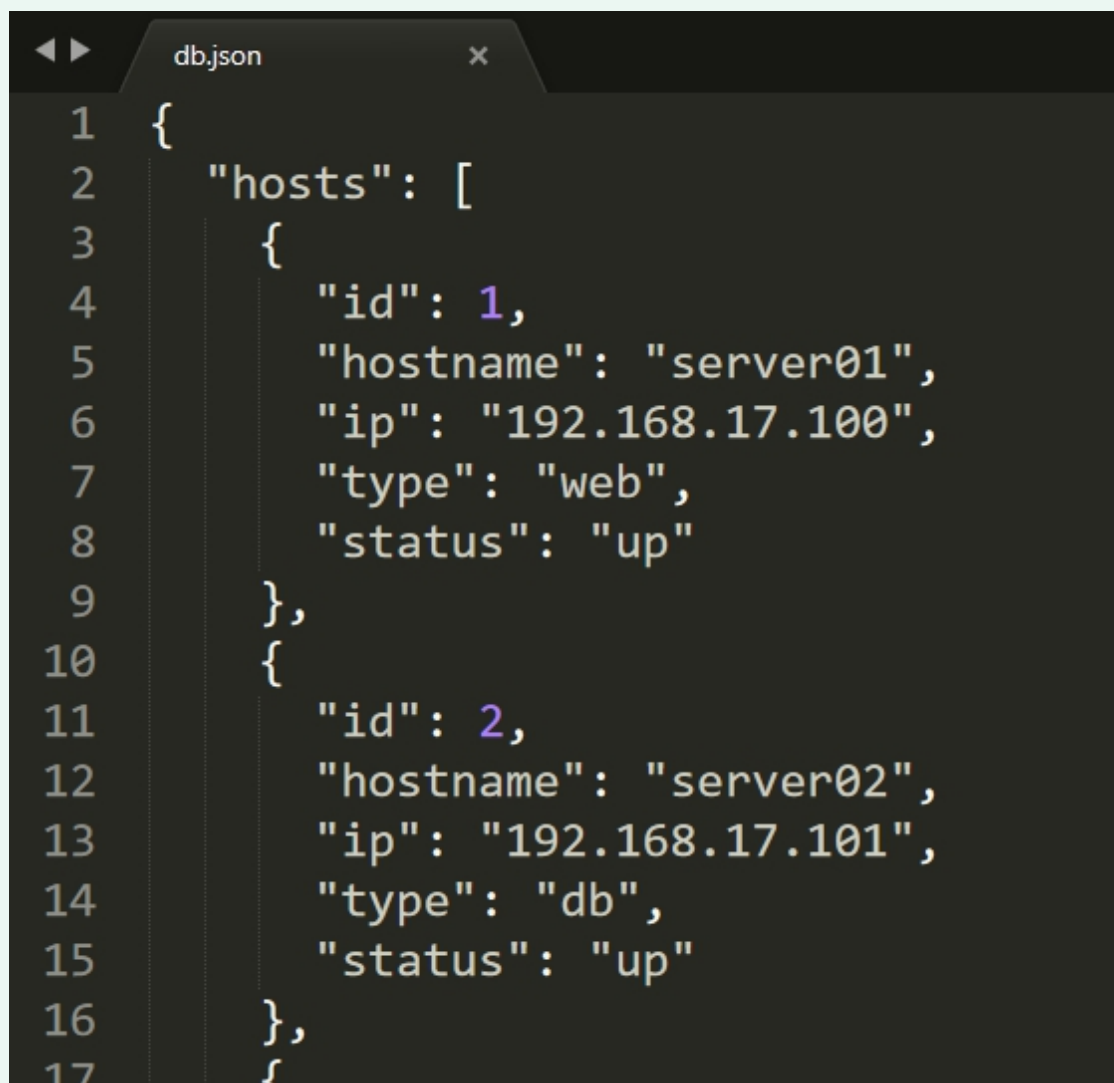 db.json ×
1 {
2 "hosts": [
3 {
4 "id": 1,
5 "hostname": "server01",
6 "ip": "192.168.17.100",
7 "type": "web",
8 "status": "up"
9 },
10 {
11 "id": 2,
12 "hostname": "server02",
13 "ip": "192.168.17.101",
14 "type": "db",
15 "status": "up"
16 },
17 {